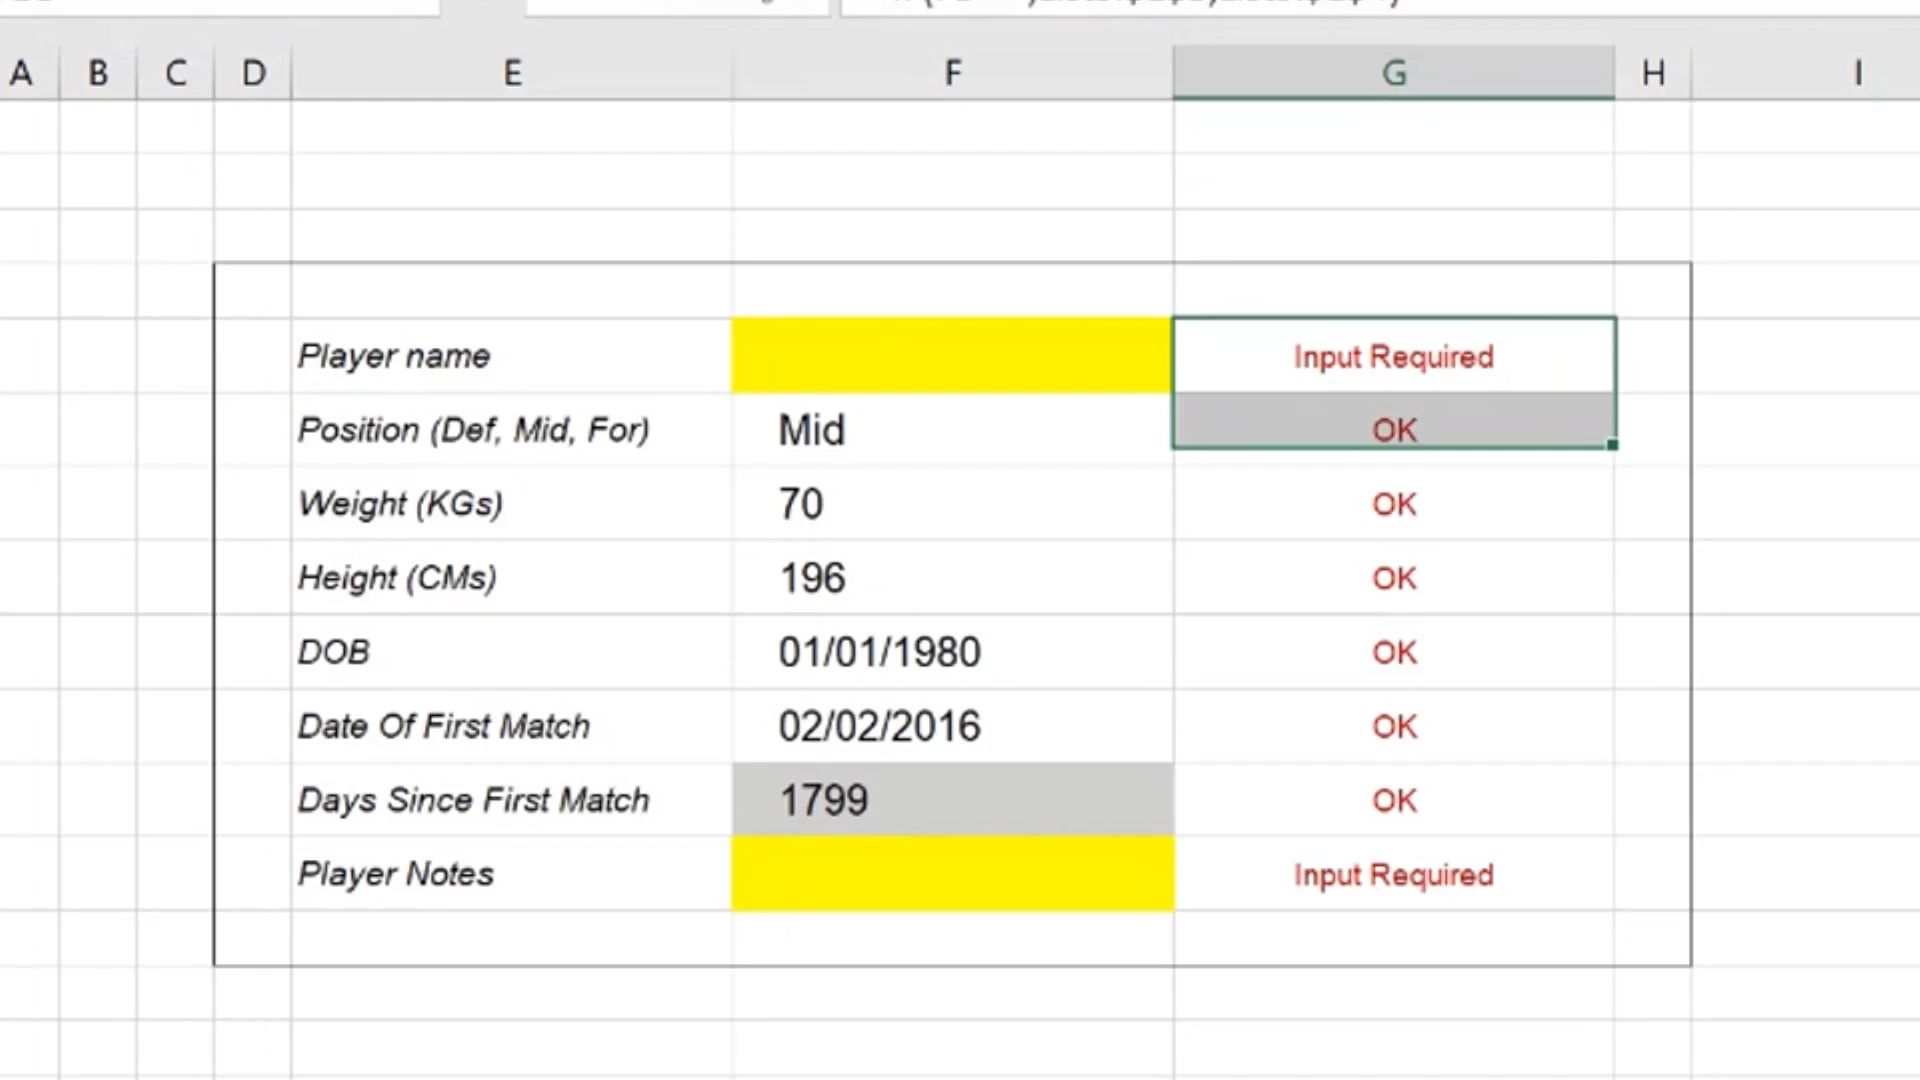 A B C D E F G H I
Player name Input Required
Position (Def, Mid, For) Mid OK
Weight (KGs) 70 OK
Height (CMs) 196 OK
DOB 01/01/1980 OK
Date Of First Match 02/02/2016 OK
Days Since First Match 1799 OK
Player Notes Input Required